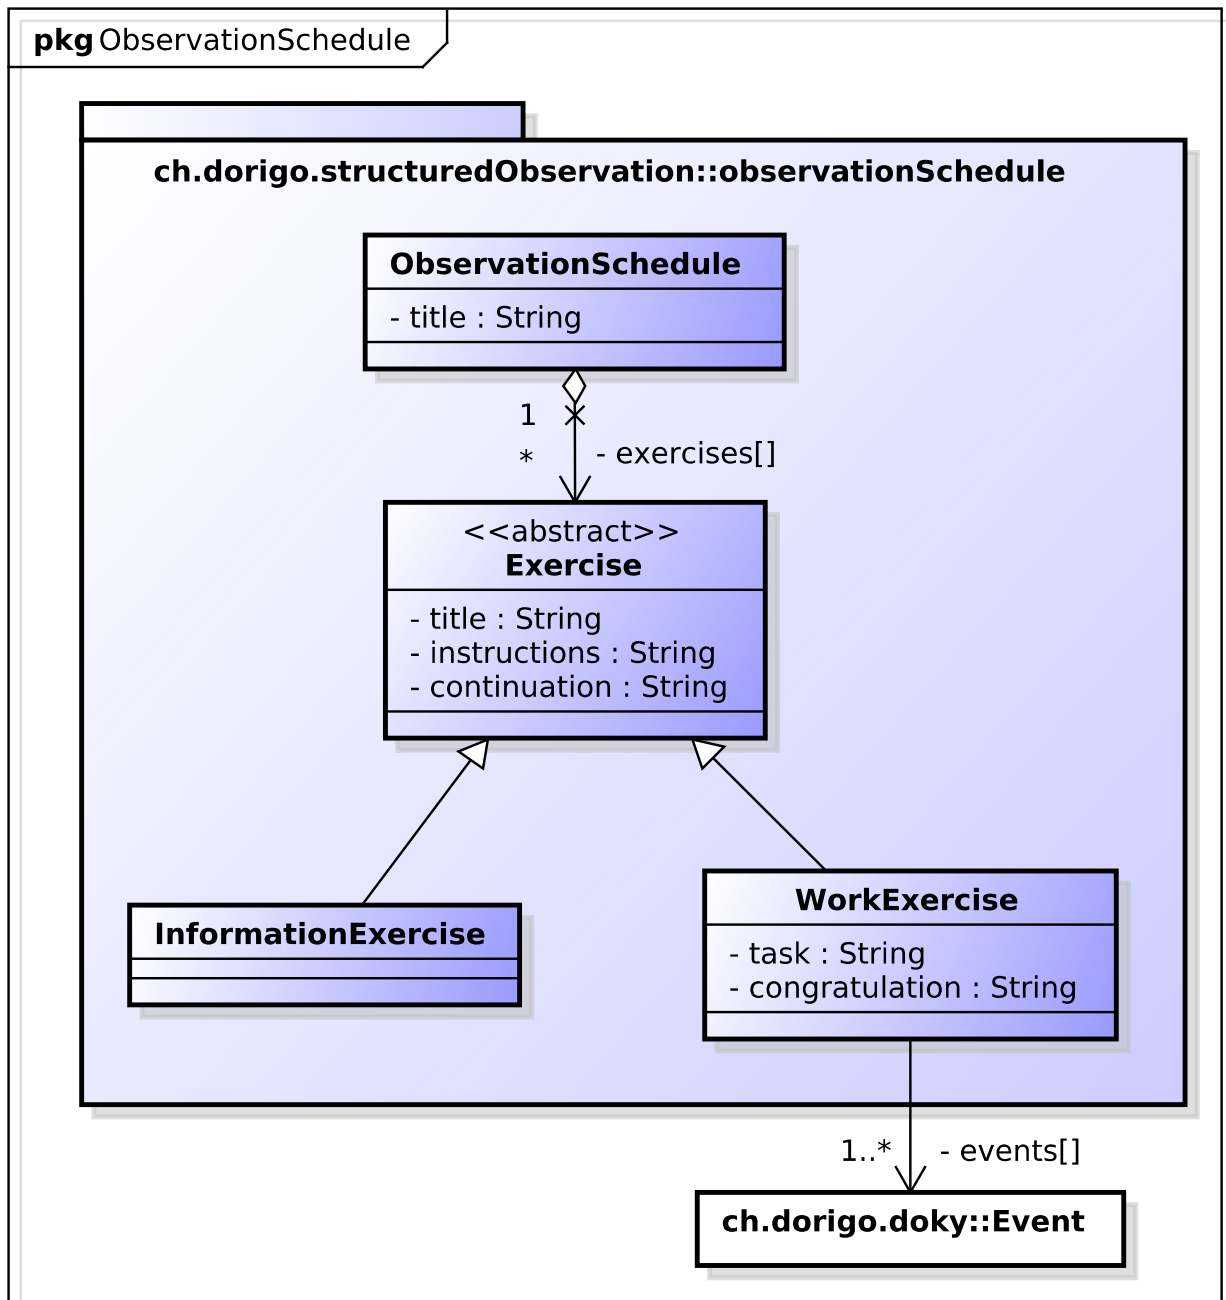 pkg ObservationSchedule
ch.dorigo.structuredObservation::observationSchedule
ObservationSchedule
- title : String
1
* - exercises[]
<<abstract>>
Exercise
- title : String
- instructions : String
- continuation : String
InformationExercise
WorkExercise
- task : String
- congratulation : String
1..* - events[]
ch.dorigo.doky::Event